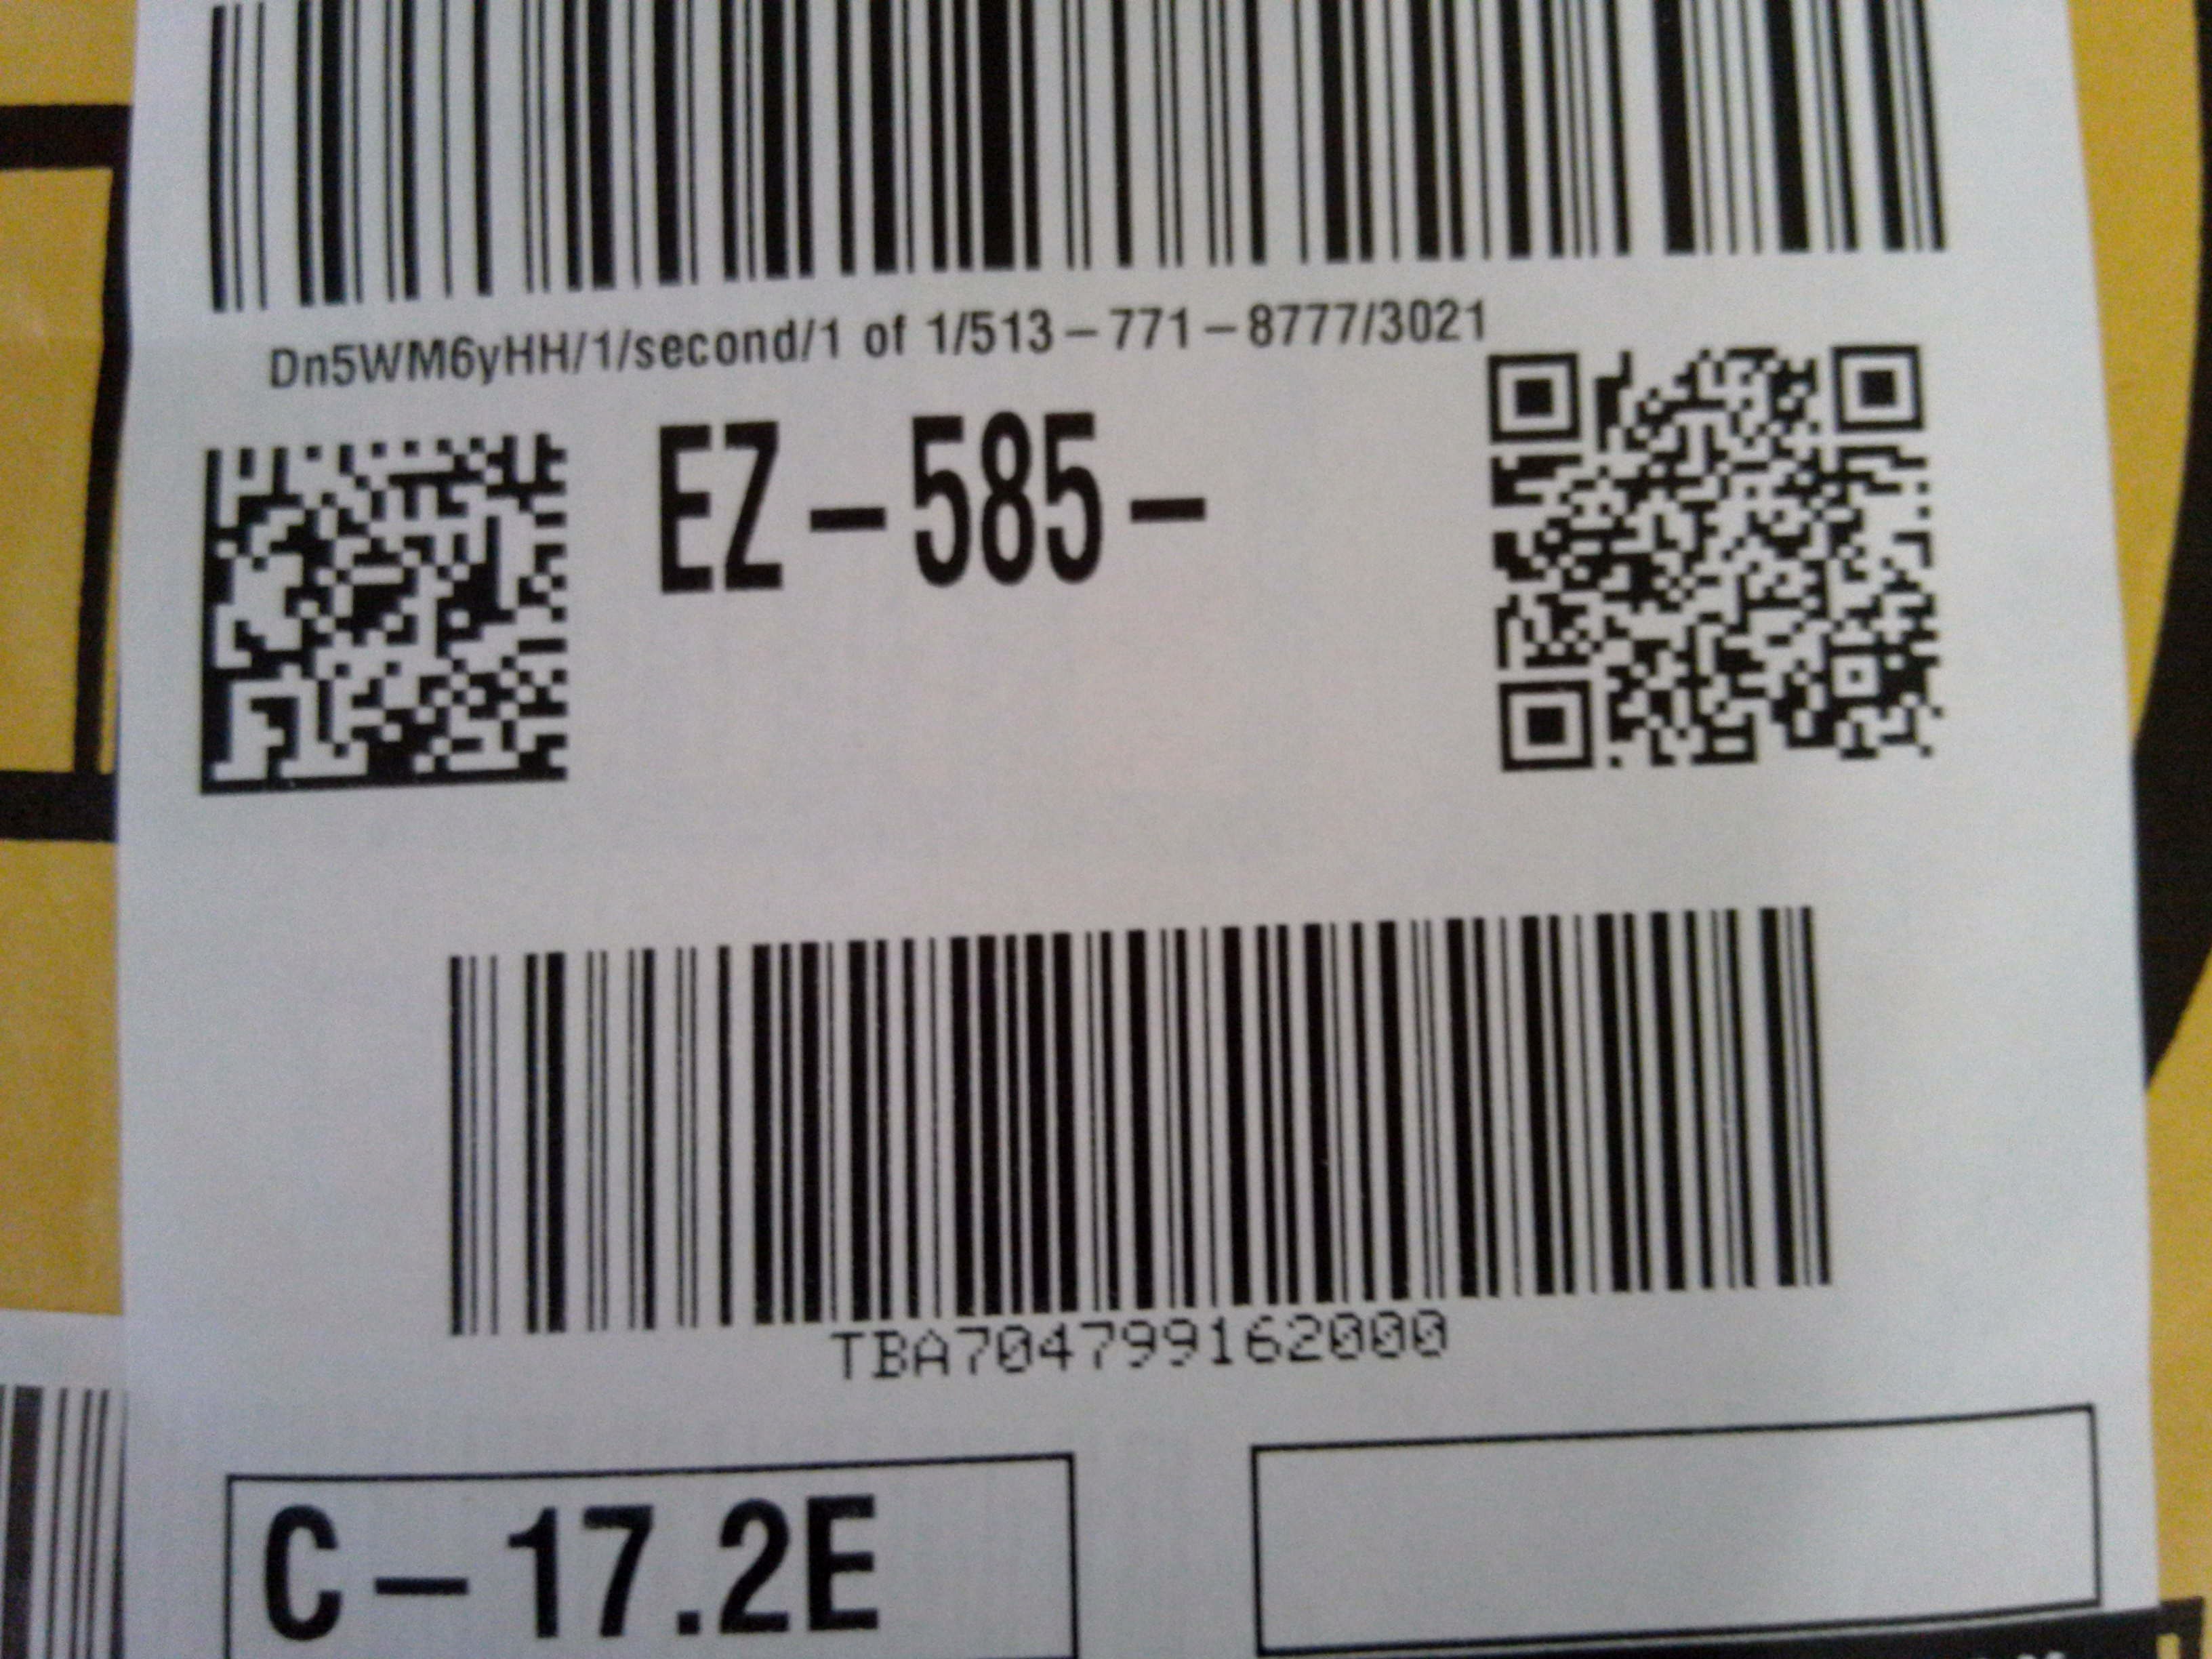 Dn5WM6yHH/1/second/1 of 1/513-771-8777/3021
EZ-585-
TBA704799162000
C-17.2E